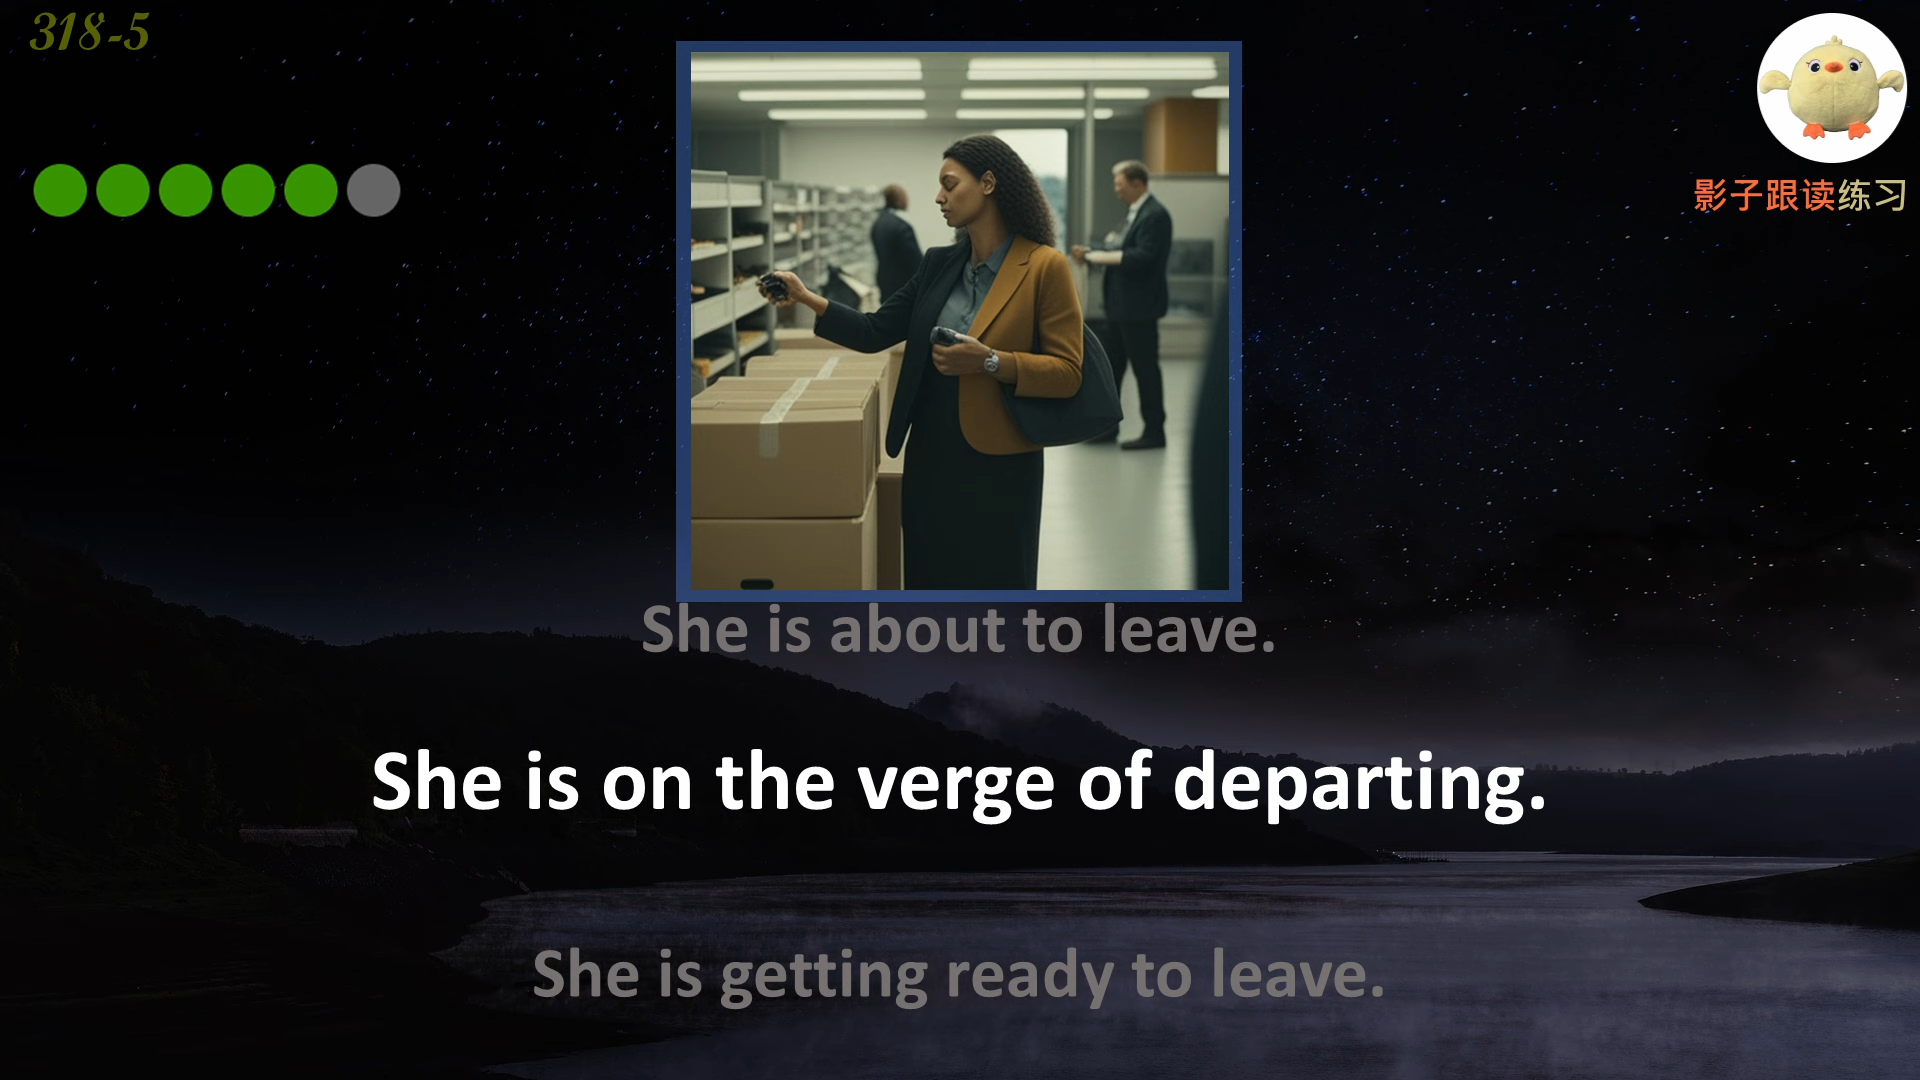 318-5
影子跟读练习
She is about to leave.
She is on the verge of departing.
She is getting ready to leave.